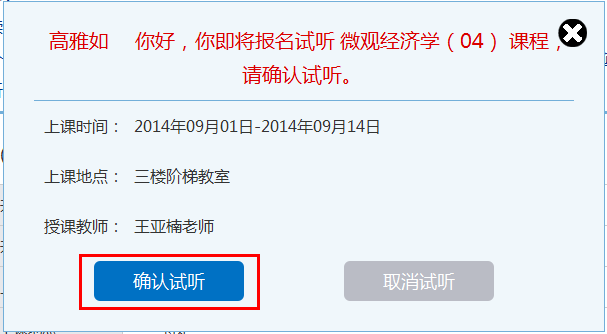 高雅如 你好，你即将报名试听 微观经济学（04） 课程，
请确认试听。
上课时间： 2014年09月01日-2014年09月14日
上课地点： 三楼阶梯教室
授课教师： 王亚楠老师
确认试听 取消试听